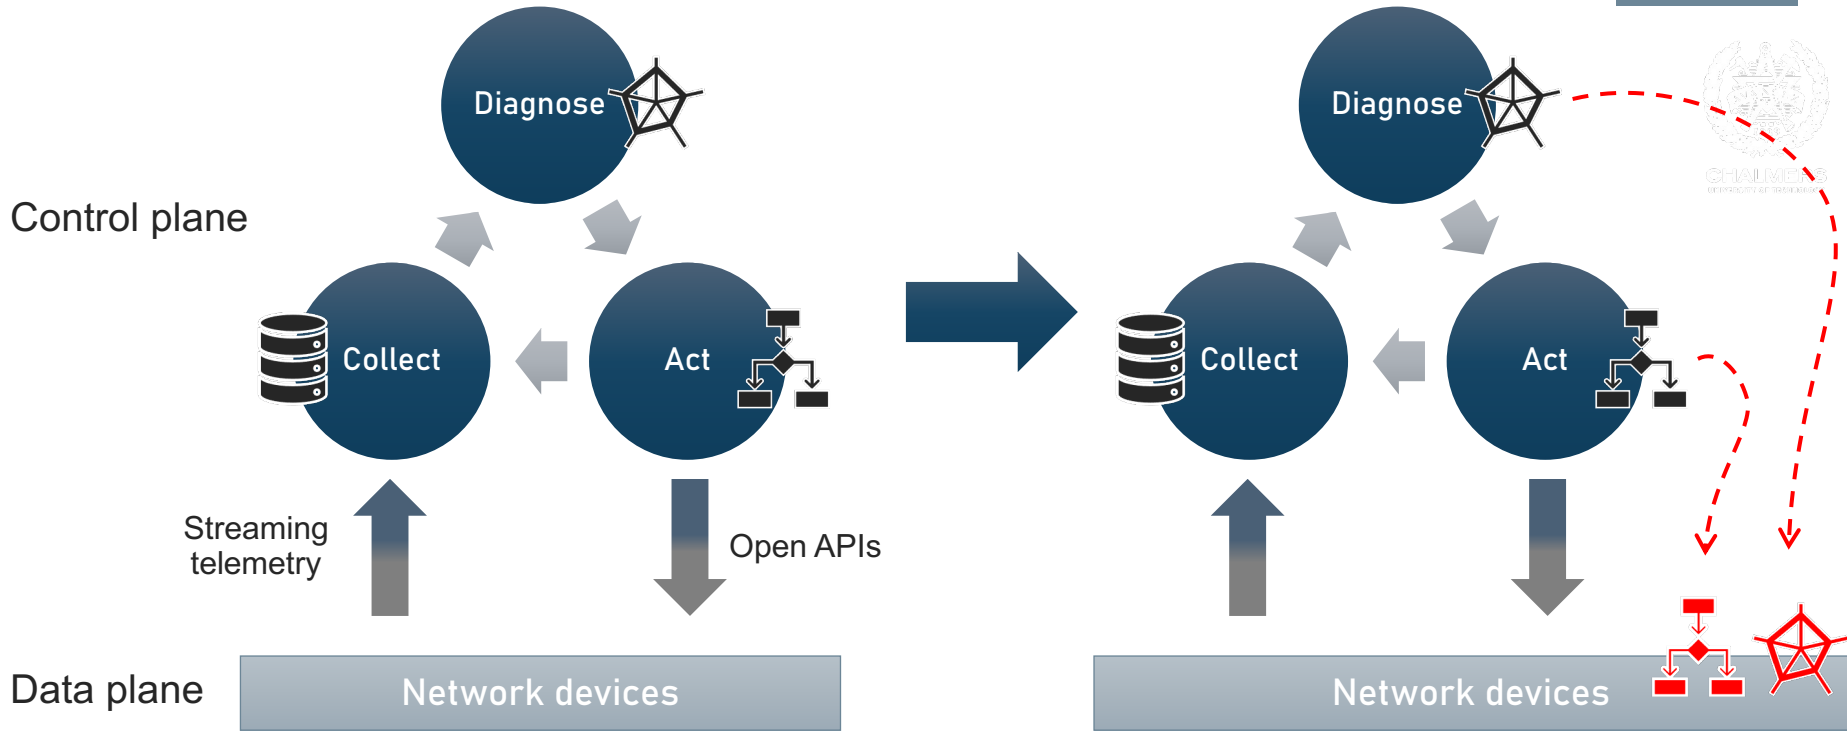 Diagnose
Control plane
Collect
Act
Streaming
telemetry
Open APIs
Data plane
Network devices
Diagnose
CHALMERS
Collect
Act
Network devices